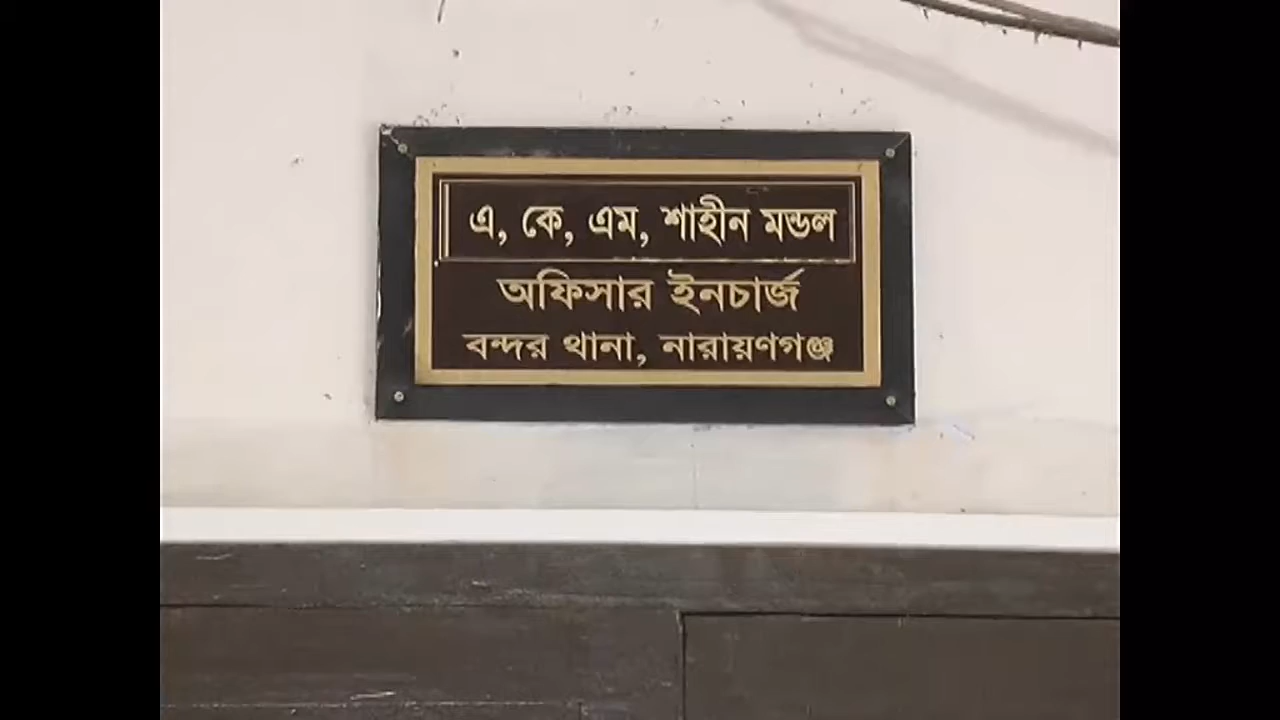 এ, কে, এম, শাহীন মন্ডল
অফিসার ইনচার্জ
বন্দর থানা, নারায়ণগঞ্জ